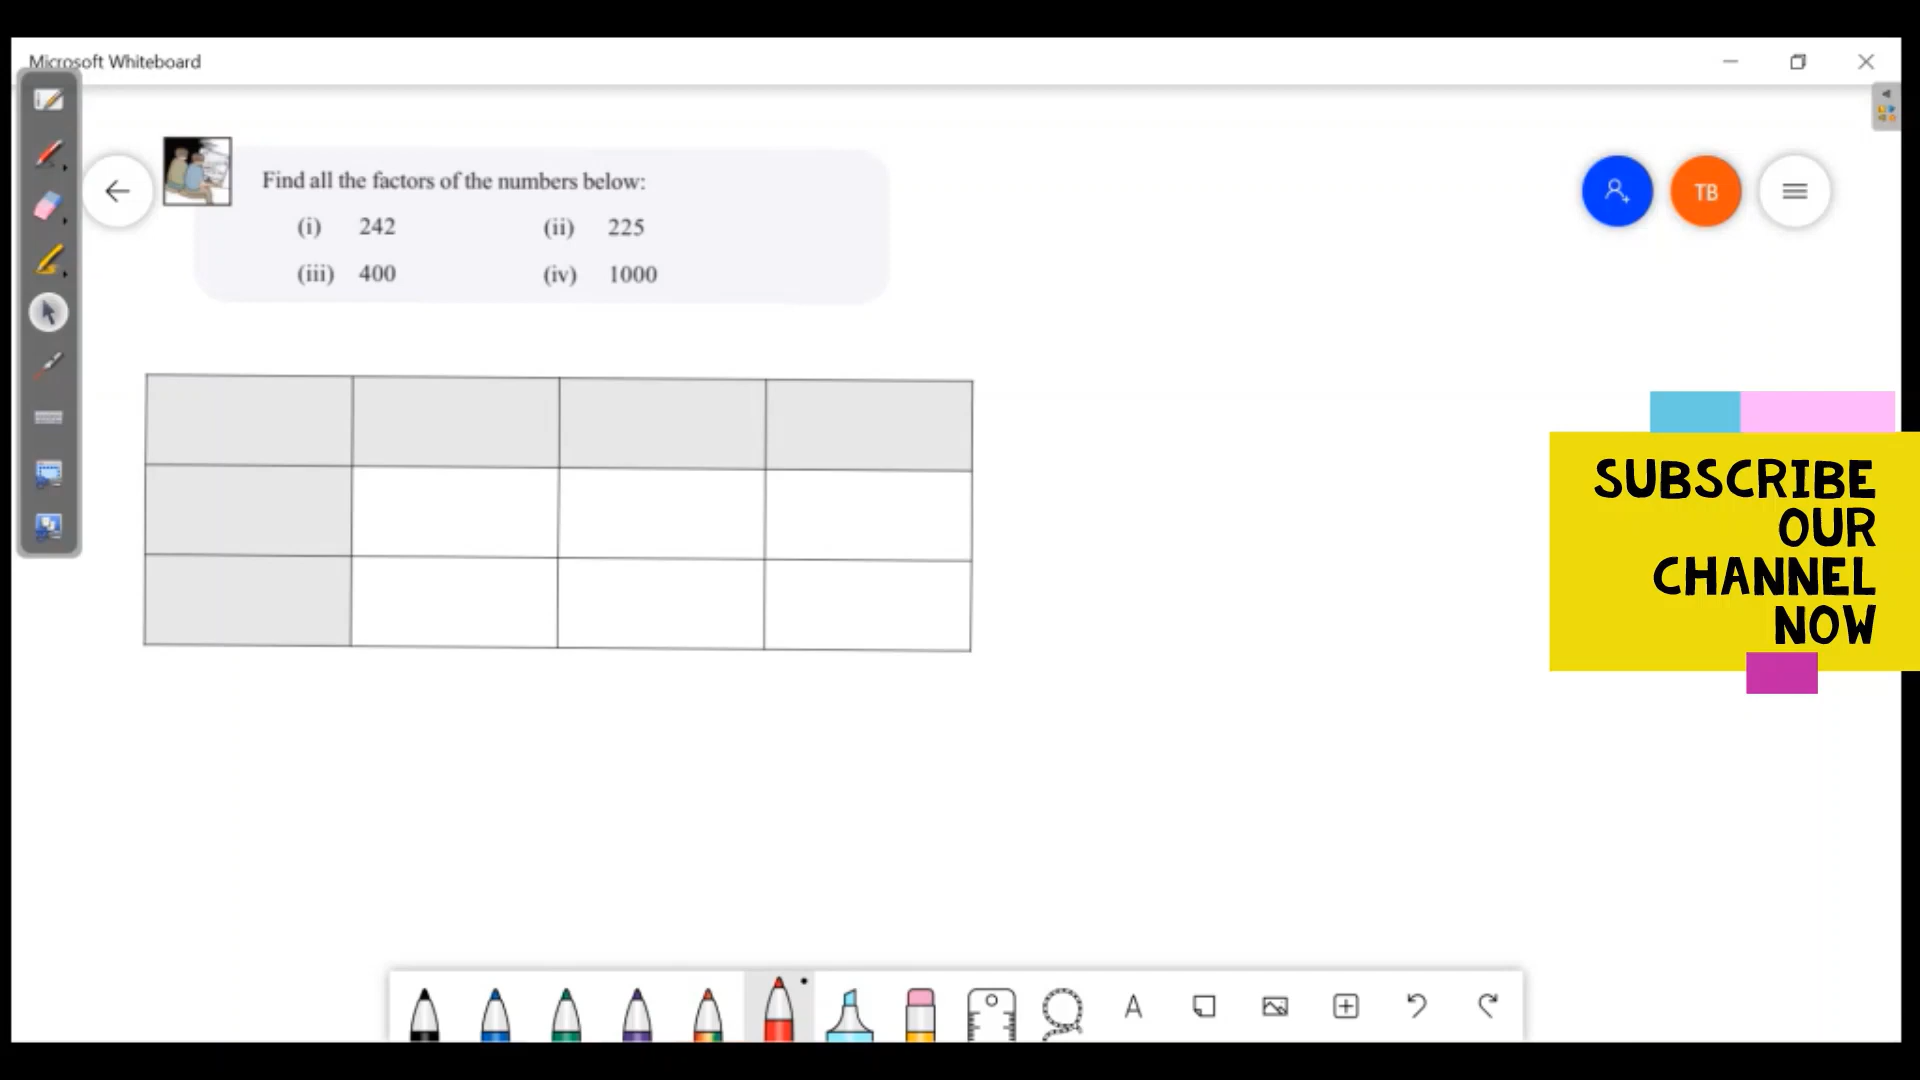 Microsoft Whiteboard
Find all the factors of the numbers below:
(i) 242 (ii) 225
(iii) 400 (iv) 1000
TB
SUBSCRIBE
OUR
CHANNEL
NOW
A